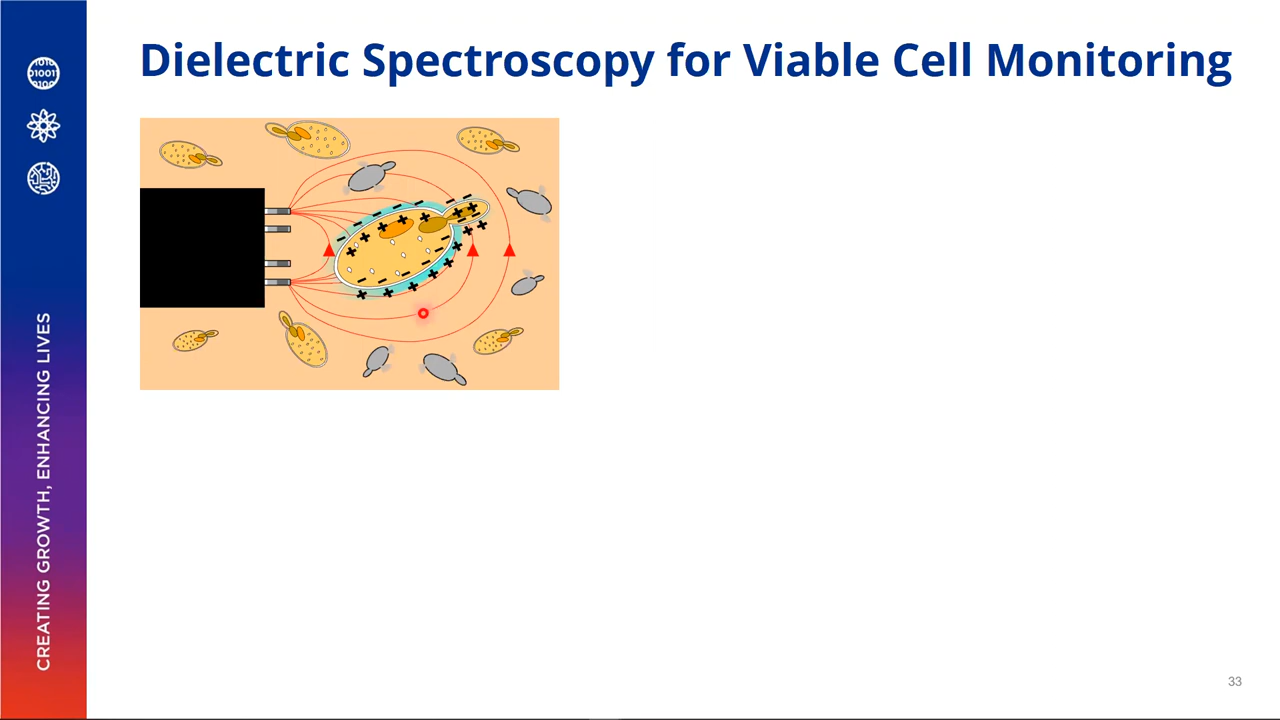 Dielectric Spectroscopy for Viable Cell Monitoring
CREATING GROWTH, ENHANCING LIVES
33